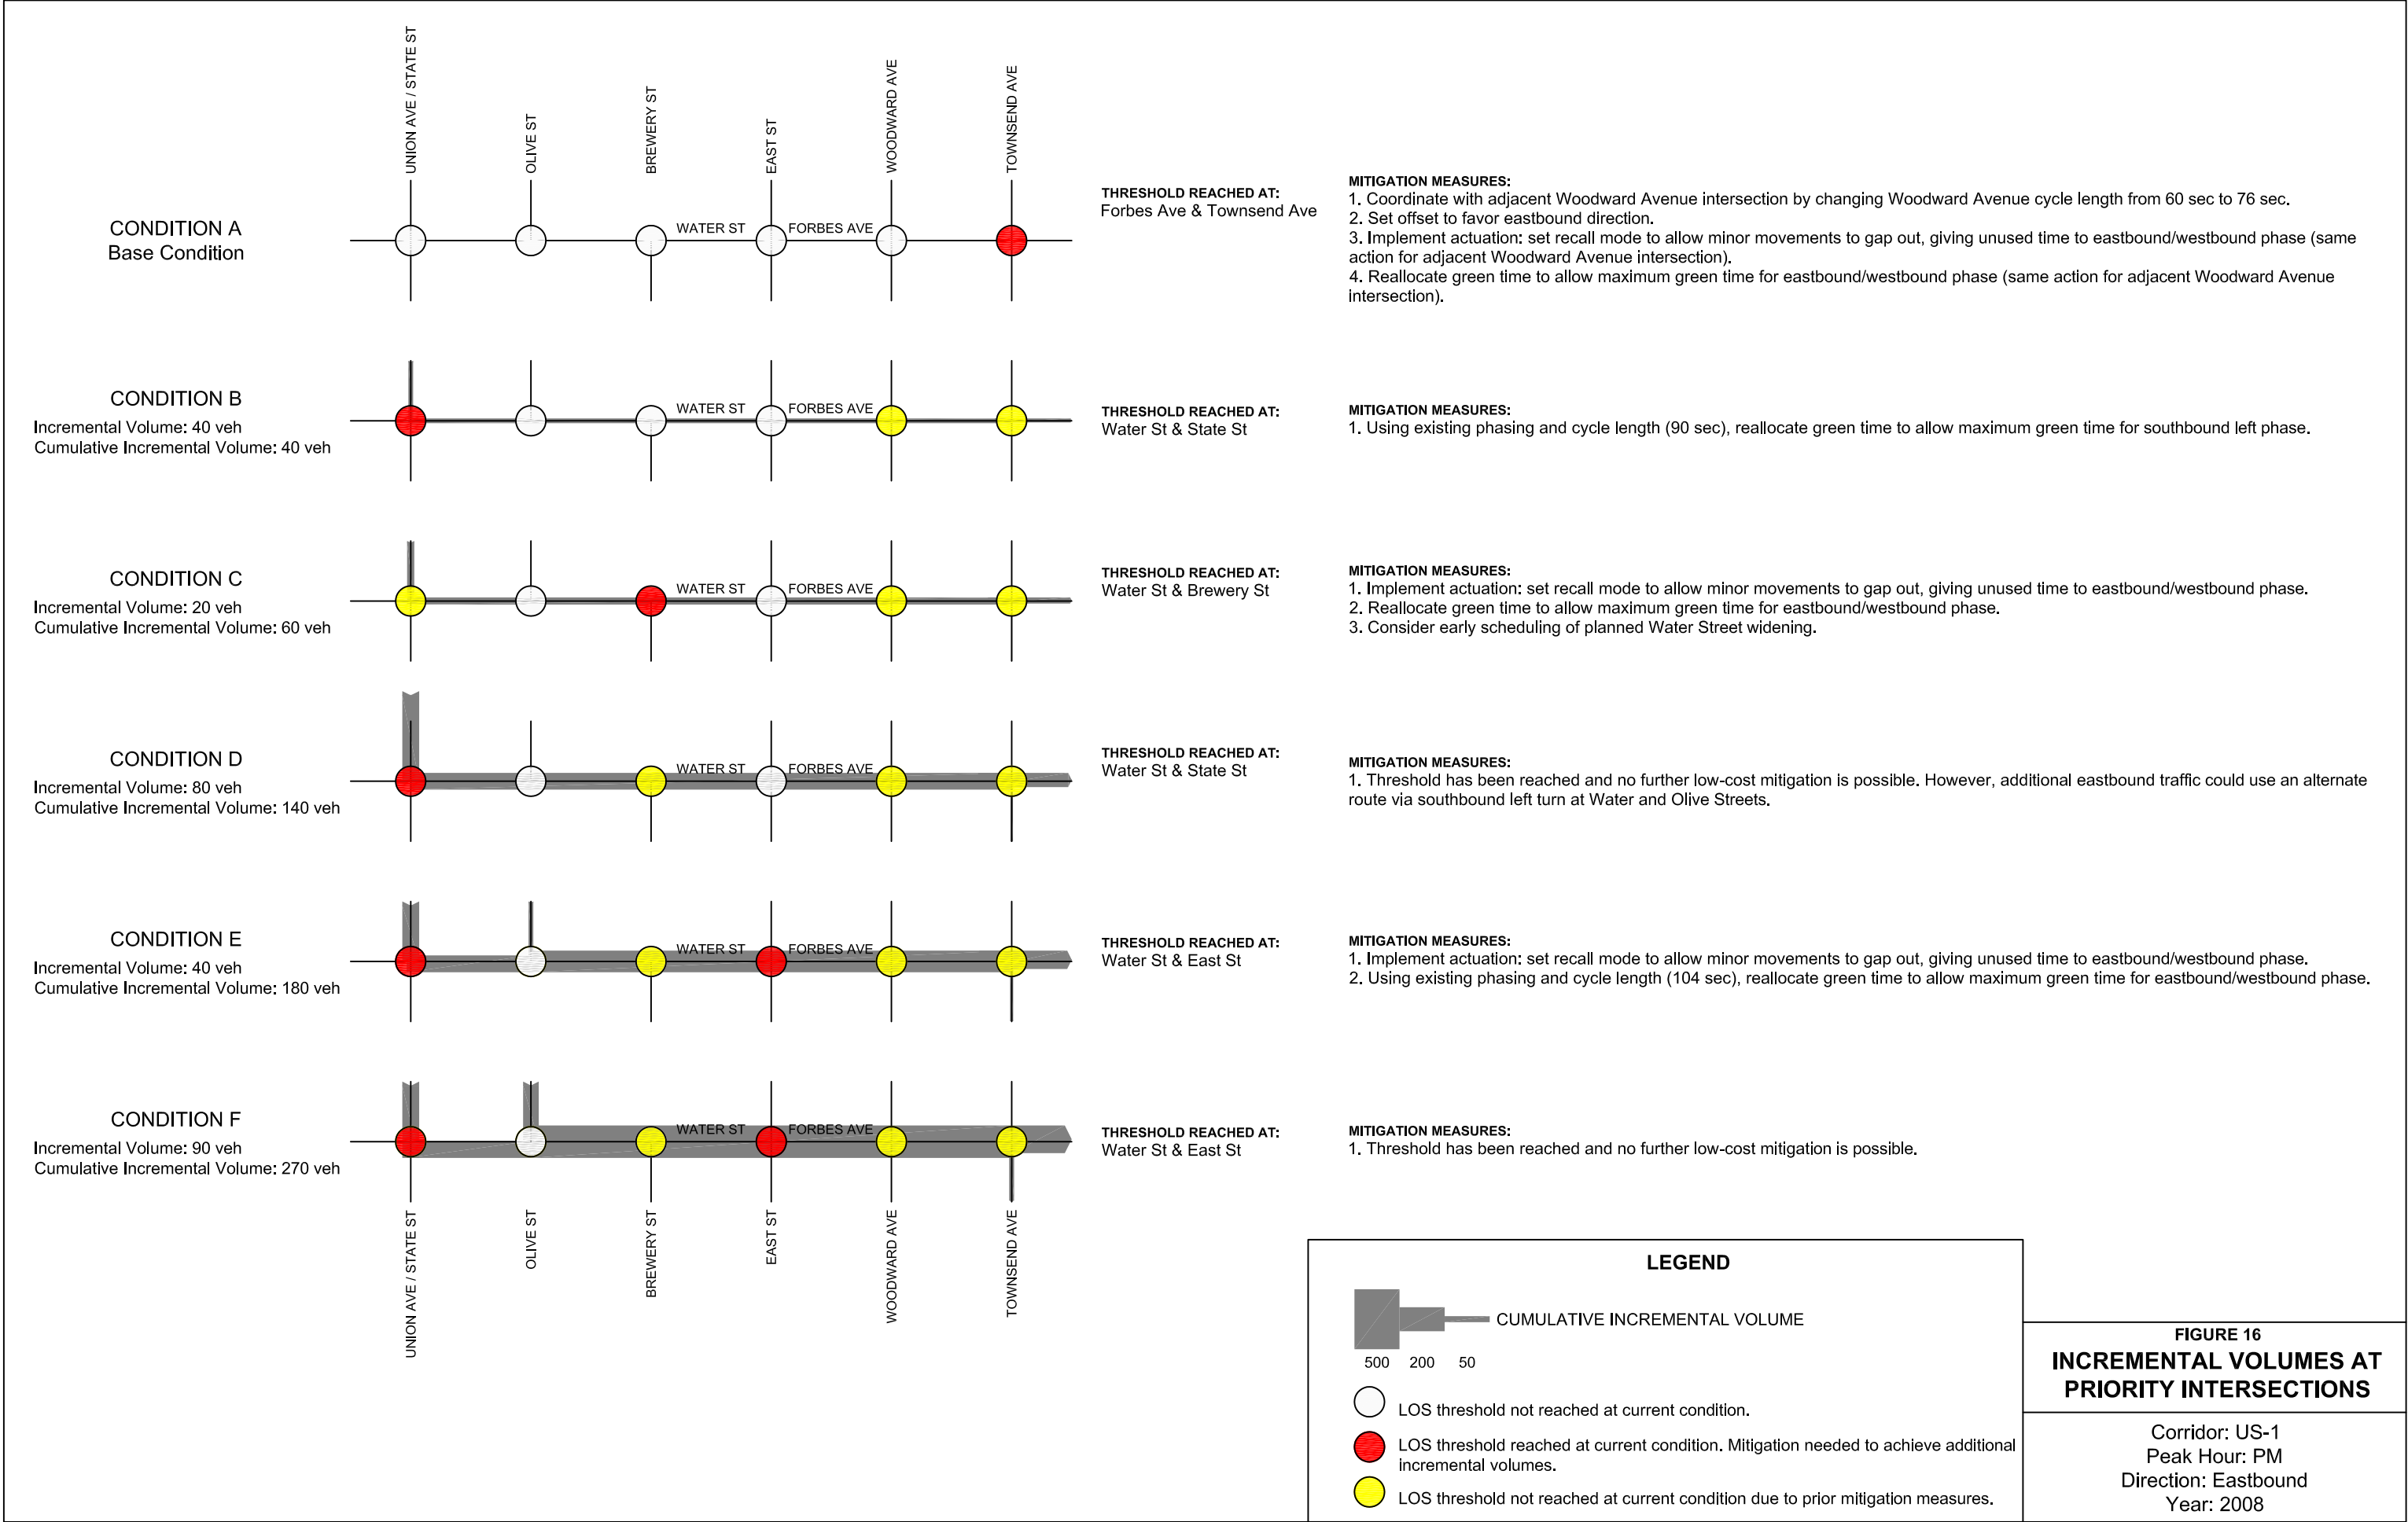 UNION AVE / STATE ST
OLIVE ST
BREWERY ST
EAST ST
WOODWARD AVE
TOWNSEND AVE
CONDITION A
Base Condition
WATER ST
FORBES AVE
THRESHOLD REACHED AT:
Forbes Ave & Townsend Ave
MITIGATION MEASURES:
1. Coordinate with adjacent Woodward Avenue intersection by changing Woodward Avenue cycle length from 60 sec to 76 sec.
2. Set offset to favor eastbound direction.
3. Implement actuation: set recall mode to allow minor movements to gap out, giving unused time to eastbound/westbound phase (same
action for adjacent Woodward Avenue intersection).
4. Reallocate green time to allow maximum green time for eastbound/westbound phase (same action for adjacent Woodward Avenue
intersection).
CONDITION B
Incremental Volume: 40 veh
Cumulative Incremental Volume: 40 veh
WATER ST
FORBES AVE
THRESHOLD REACHED AT:
Water St & State St
MITIGATION MEASURES:
1. Using existing phasing and cycle length (90 sec), reallocate green time to allow maximum green time for southbound left phase.
CONDITION C
Incremental Volume: 20 veh
Cumulative Incremental Volume: 60 veh
WATER ST
FORBES AVE
THRESHOLD REACHED AT:
Water St & Brewery St
MITIGATION MEASURES:
1. Implement actuation: set recall mode to allow minor movements to gap out, giving unused time to eastbound/westbound phase.
2. Reallocate green time to allow maximum green time for eastbound/westbound phase.
3. Consider early scheduling of planned Water Street widening.
CONDITION D
Incremental Volume: 80 veh
Cumulative Incremental Volume: 140 veh
WATER ST
FORBES AVE
THRESHOLD REACHED AT:
Water St & State St
MITIGATION MEASURES:
1. Threshold has been reached and no further low-cost mitigation is possible. However, additional eastbound traffic could use an alternate
route via southbound left turn at Water and Olive Streets.
CONDITION E
Incremental Volume: 40 veh
Cumulative Incremental Volume: 180 veh
WATER ST
FORBES AVE
THRESHOLD REACHED AT:
Water St & East St
MITIGATION MEASURES:
1. Implement actuation: set recall mode to allow minor movements to gap out, giving unused time to eastbound/westbound phase.
2. Using existing phasing and cycle length (104 sec), reallocate green time to allow maximum green time for eastbound/westbound phase.
CONDITION F
Incremental Volume: 90 veh
Cumulative Incremental Volume: 270 veh
WATER ST
FORBES AVE
THRESHOLD REACHED AT:
Water St & East St
MITIGATION MEASURES:
1. Threshold has been reached and no further low-cost mitigation is possible.
UNION AVE / STATE ST
OLIVE ST
BREWERY ST
EAST ST
WOODWARD AVE
TOWNSEND AVE
LEGEND
CUMULATIVE INCREMENTAL VOLUME
500 200 50
LOS threshold not reached at current condition.
LOS threshold reached at current condition. Mitigation needed to achieve additional
incremental volumes.
LOS threshold not reached at current condition due to prior mitigation measures.
FIGURE 16
INCREMENTAL VOLUMES AT
PRIORITY INTERSECTIONS
Corridor: US-1
Peak Hour: PM
Direction: Eastbound
Year: 2008